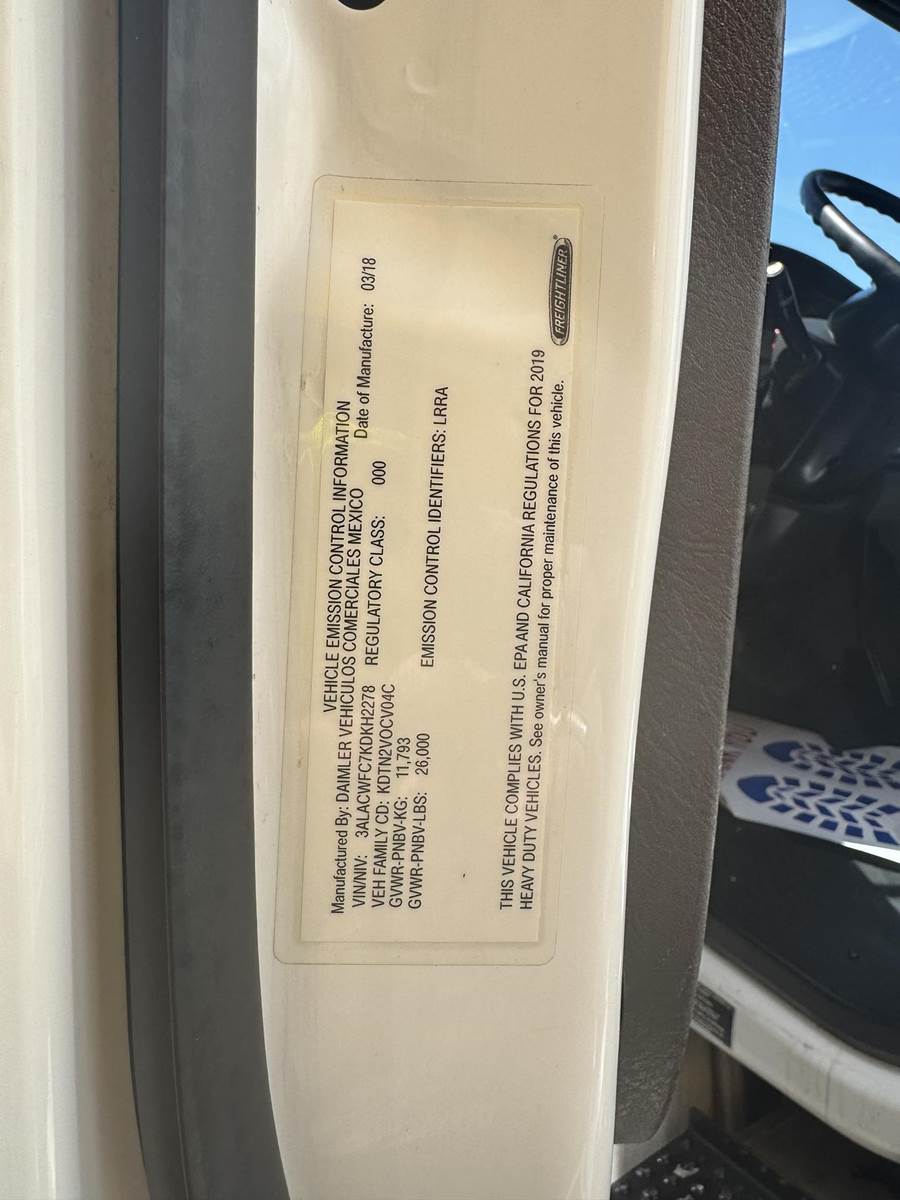 VEHICLE EMISSION CONTROL INFORMATION
Manufactured By: DAIMLER VEHICULOS COMERCIALES MEXICO Date of Manufacture: 03/18
VIN/NIV: 3ALACWFC7KDKH2278 REGULATORY CLASS: 000
VEH FAMILY CD: KDTN2VOCV04C
GVWR-PNBV-KG: 11,793
GVWR-PNBV-LBS: 26,000 EMISSION CONTROL IDENTIFIERS: LRRA
THIS VEHICLE COMPLIES WITH U.S. EPA AND CALIFORNIA REGULATIONS FOR 2019
HEAVY DUTY VEHICLES. See owner's manual for proper maintenance of this vehicle.
FREIGHTLINER®